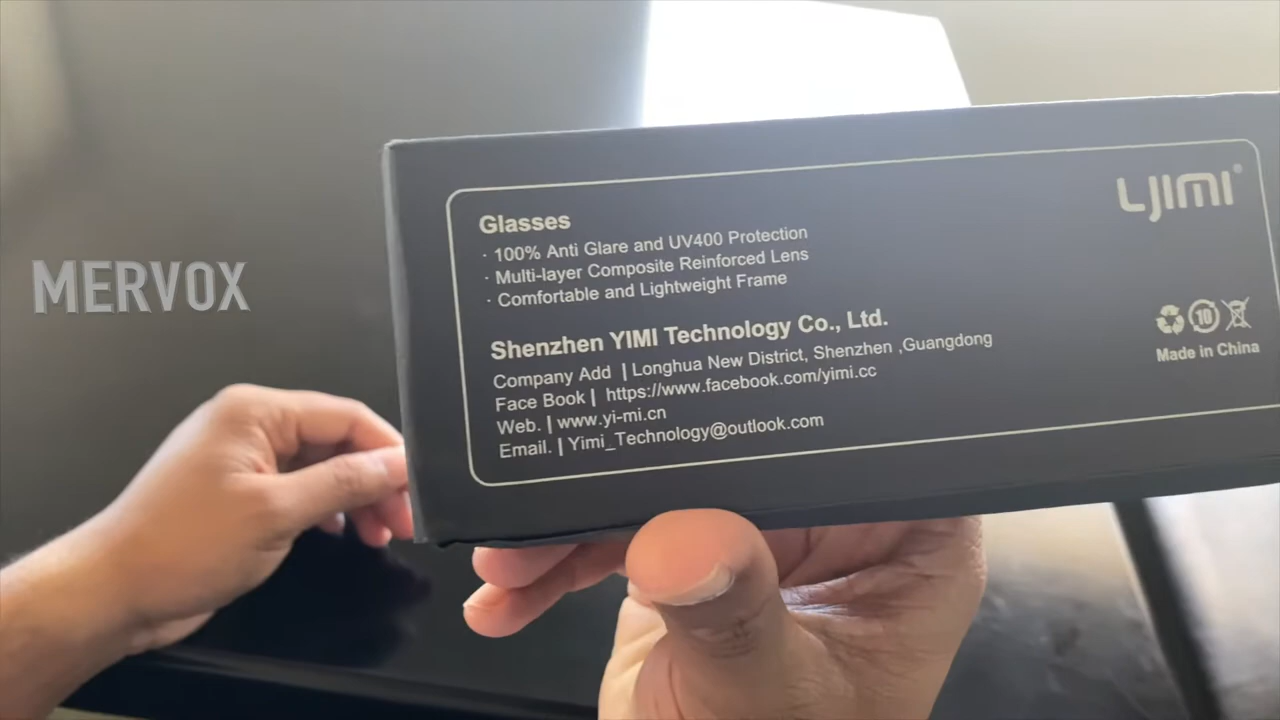 MERVOX
LJIMI®
Glasses
· 100% Anti Glare and UV400 Protection
· Multi-layer Composite Reinforced Lens
· Comfortable and Lightweight Frame
Shenzhen YIMI Technology Co., Ltd.
Company Add | Longhua New District, Shenzhen ,Guangdong
Face Book | https://www.facebook.com/yimi.cc
Web. | www.yi-mi.cn
Email. | Yimi_Technology@outlook.com
10
Made in China